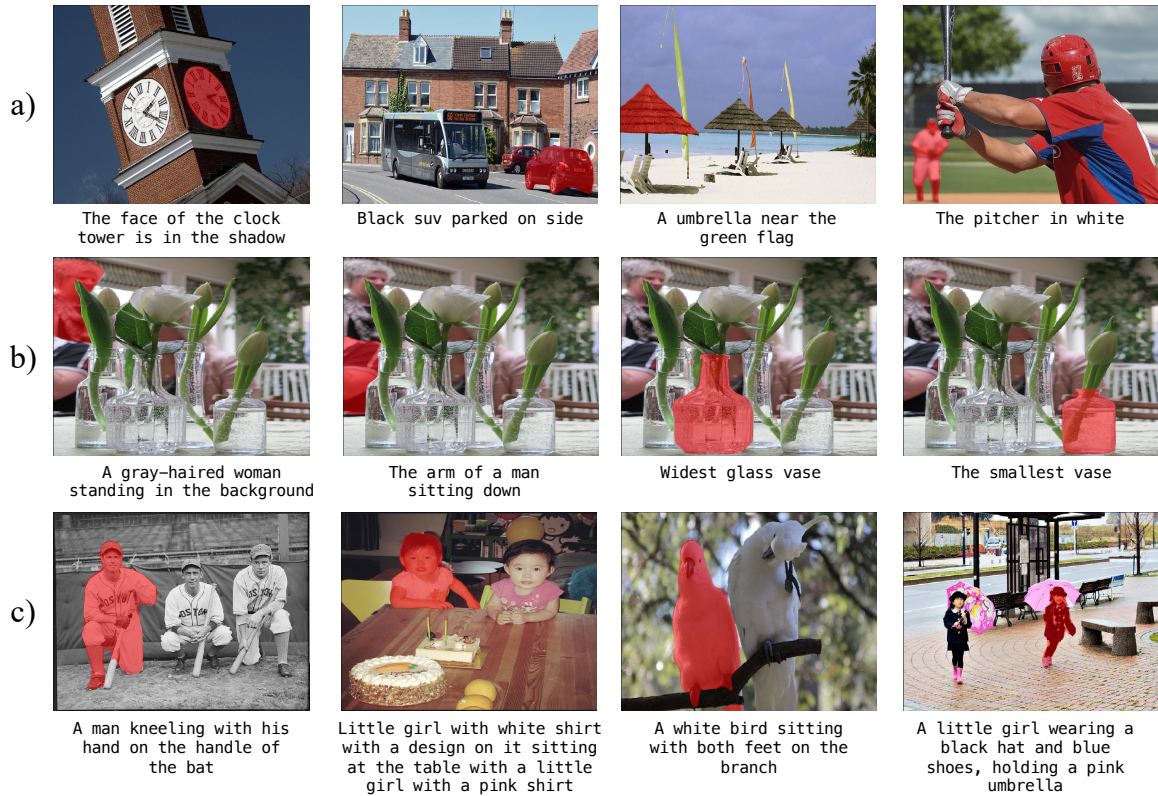 a)
The face of the clock
tower is in the shadow
Black suv parked on side
A umbrella near the
green flag
The pitcher in white
b)
A gray-haired woman
standing in the background
The arm of a man
sitting down
Widest glass vase
The smallest vase
c)
A man kneeling with his
hand on the handle of
the bat
Little girl with white shirt
with a design on it sitting
at the table with a little
girl with a pink shirt
A white bird sitting
with both feet on the
branch
A little girl wearing a
black hat and blue
shoes, holding a pink
umbrella